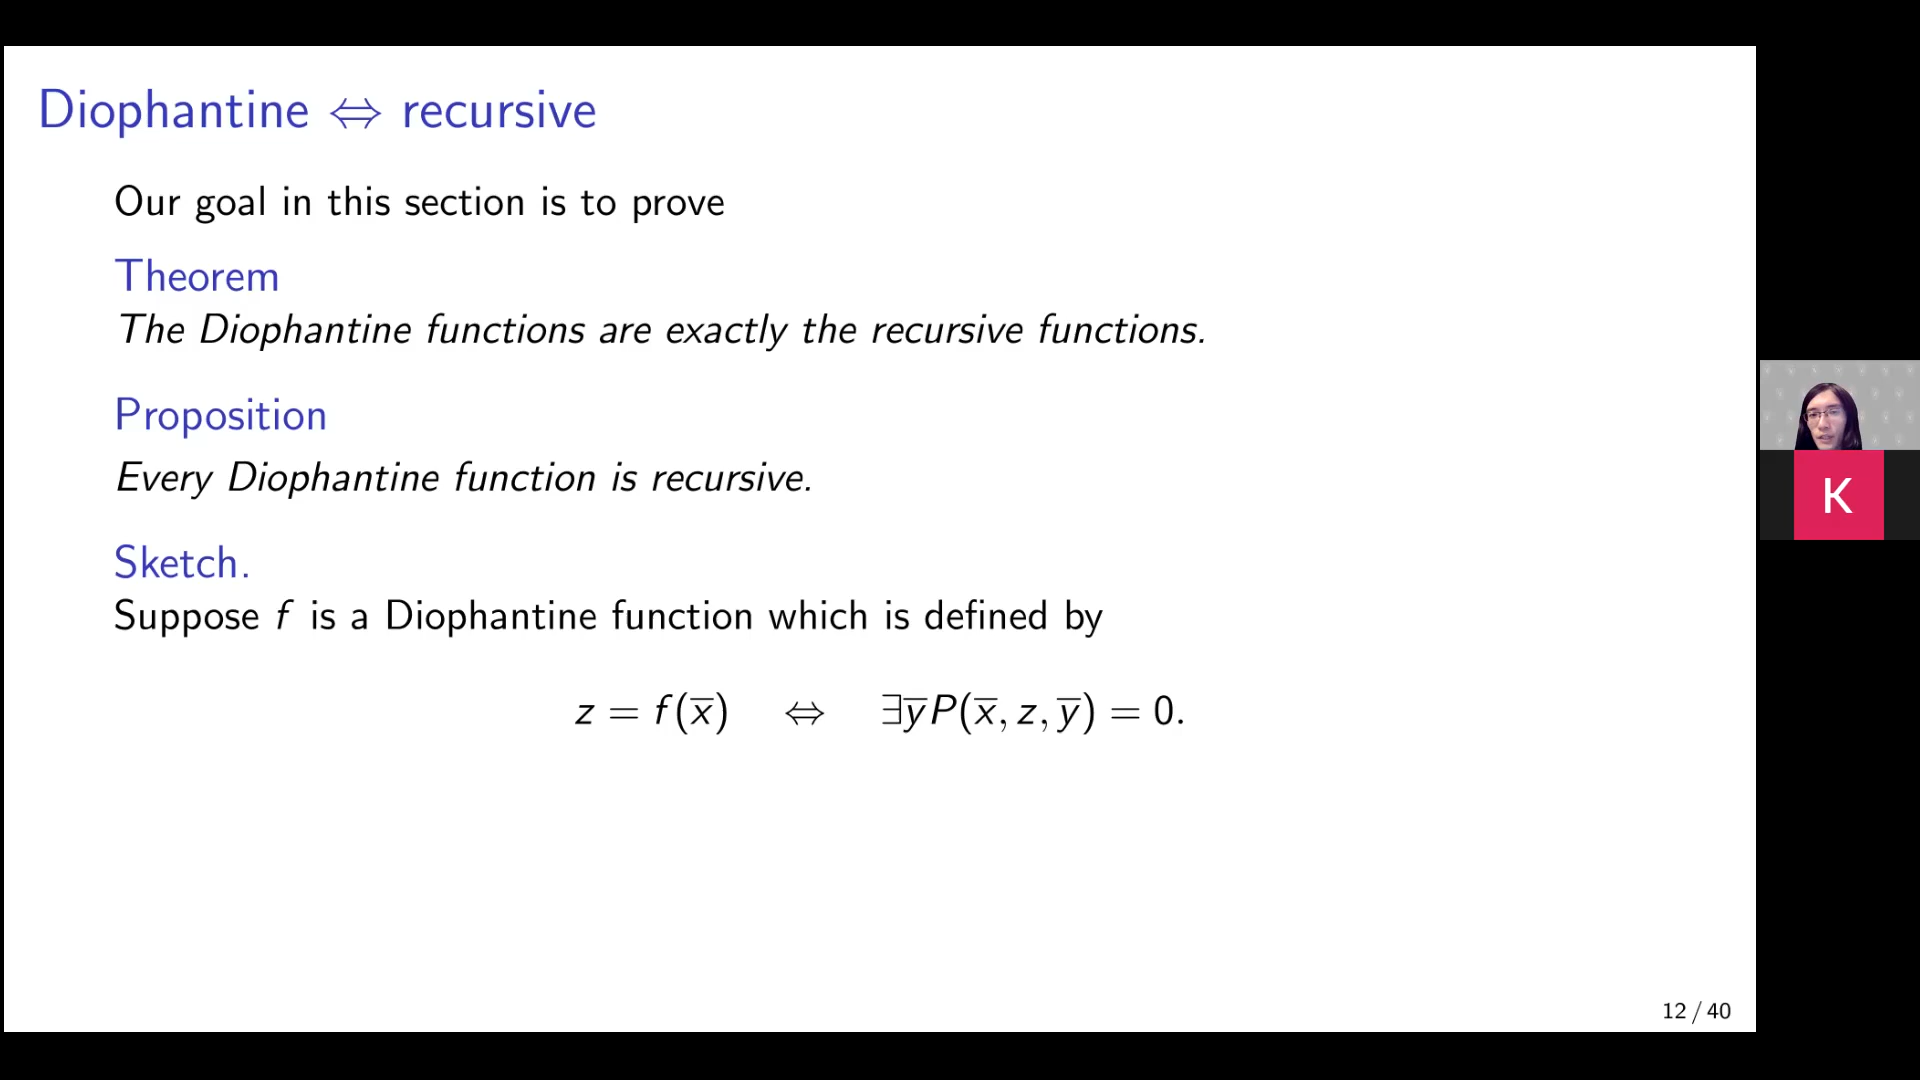 Diophantine ⇔ recursive
Our goal in this section is to prove
Theorem
The Diophantine functions are exactly the recursive functions.
Proposition
Every Diophantine function is recursive.
Sketch.
Suppose f is a Diophantine function which is defined by
z = f(x̅) ⇔ ∃y̅P(x̅, z, y̅) = 0.
K
12 / 40